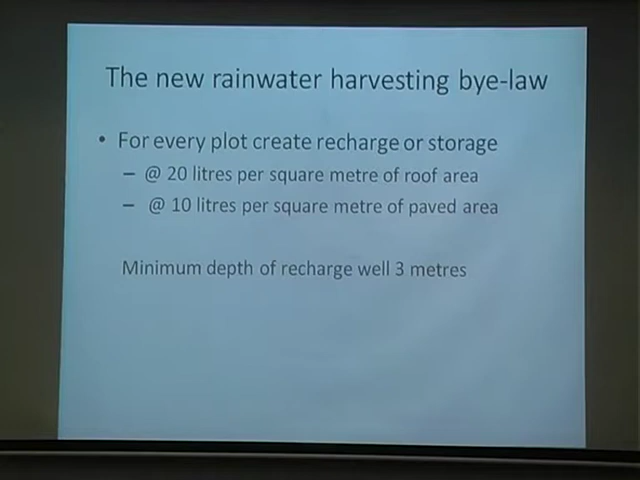 The new rainwater harvesting bye-law
• For every plot create recharge or storage
– @ 20 litres per square metre of roof area
– @ 10 litres per square metre of paved area
Minimum depth of recharge well 3 metres